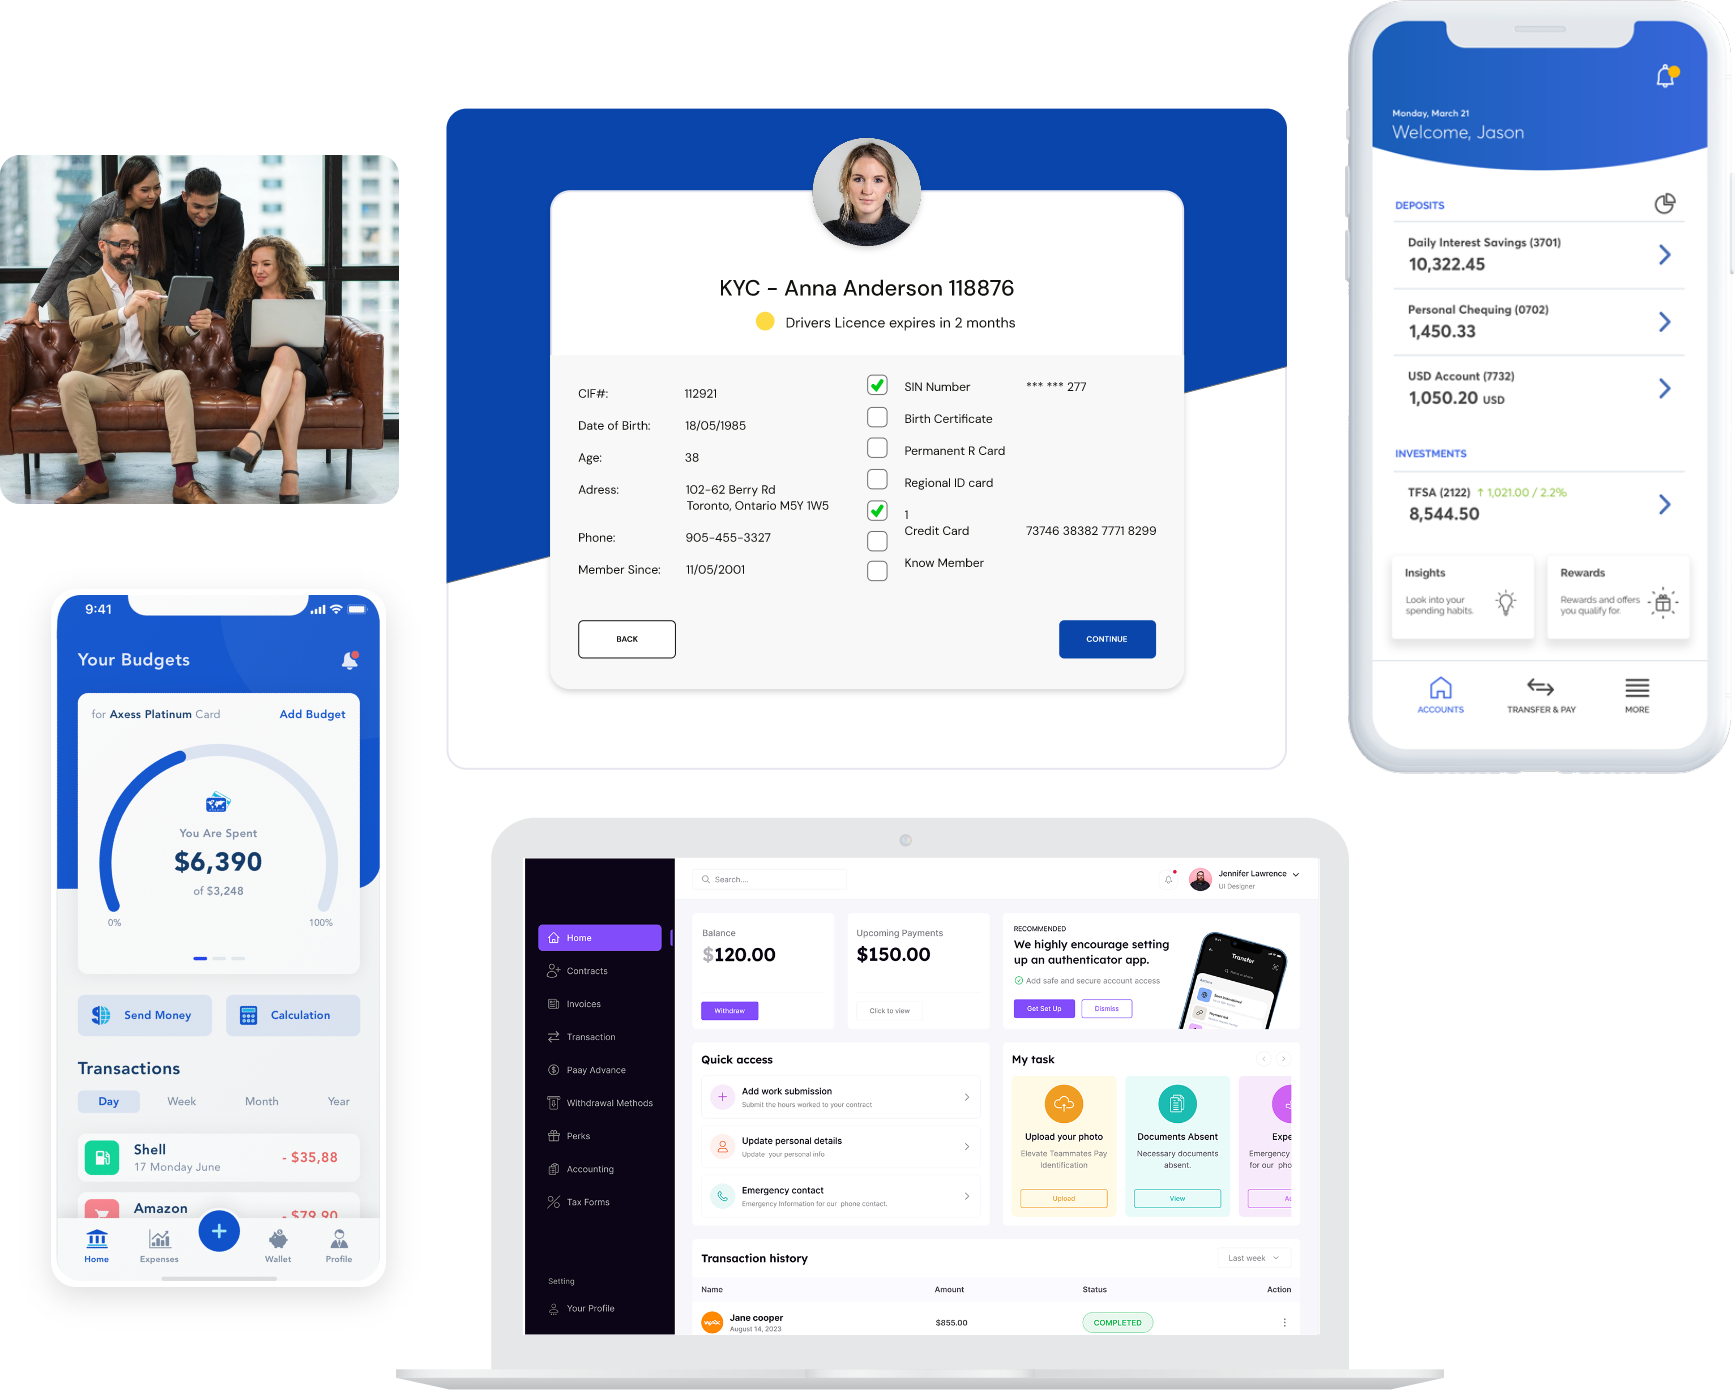 KYC - Anna Anderson 118876
Drivers Licence expires in 2 months
CIF#: 112921
Date of Birth: 18/05/1985
Age: 38
Adress: 102-62 Berry Rd
Toronto, Ontario M5Y 1W5
Phone: 905-455-3327
Member Since: 11/05/2001
SIN Number *** *** 277
Birth Certificate
Permanent R Card
Regional ID card
1
Credit Card 73746 38382 7771 8299
Know Member
BACK
CONTINUE
Monday, March 21
Welcome, Jason
DEPOSITS
Daily Interest Savings (3701)
10,322.45
Personal Chequing (0702)
1,450.33
USD Account (7732)
1,050.20 USD
INVESTMENTS
TFSA (2122) ↑ 1,021.00 / 2.2%
8,544.50
Insights
Look into your
spending habits.
Rewards
Rewards and offers
you qualify for.
ACCOUNTS
TRANSFER & PAY
MORE
9:41
Your Budgets
for Axess Platinum Card
Add Budget
You Are Spent
$6,390
of $3,248
0%
100%
Send Money
Calculation
Transactions
Day
Week
Month
Year
Shell
17 Monday June
- $35,88
Amazon
- $79,90
Home
Expenses
+
Wallet
Profile
Search....
Jennifer Lawrence
UI Designer
Home
Contracts
Invoices
Transaction
Paay Advance
Withdrawal Methods
Perks
Accounting
Tax Forms
Setting
Your Profile
Balance
$120.00
Withdraw
Upcoming Payments
$150.00
Click to view
RECOMMENDED
We highly encourage setting
up an authenticator app.
Add safe and secure account access
Get Set Up
Dismiss
Transfer
Quick access
Add work submission
Submit the hours worked to your contract
Update personal details
Update your personal info
Emergency contact
Emergency Information for our phone contact.
My task
Upload your photo
Elevate Teammates Pay
Identification
Upload
Documents Absent
Necessary documents
absent.
View
Expe
Emergency
for our pho
Transaction history
Last week
Name
Amount
Status
Action
Jane cooper
August 14, 2023
$855.00
COMPLETED